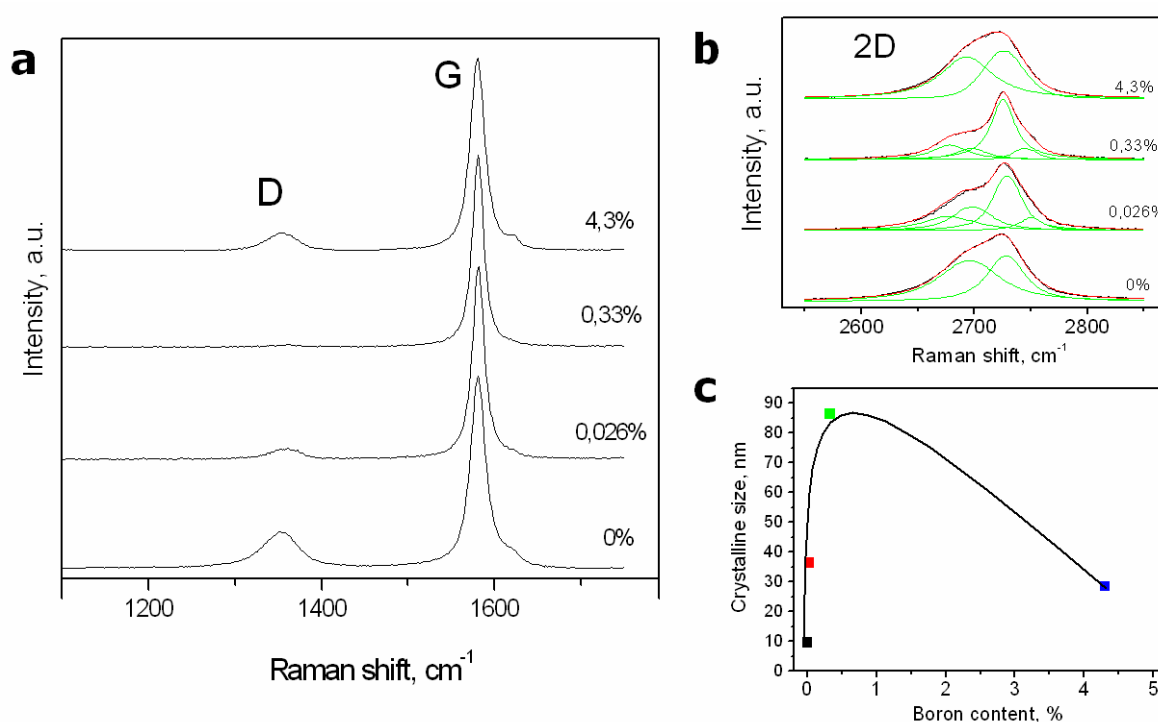 a
Intensity, a.u.
D
G
4,3%
0,33%
0,026%
0%
1200 1400 1600
Raman shift, cm-1
b
2D
Intensity, a.u.
4,3%
0,33%
0,026%
0%
2600 2700 2800
Raman shift, cm-1
c
Crystalline size, nm
90
80
70
60
50
40
30
20
10
0
0 1 2 3 4 5
Boron content, %